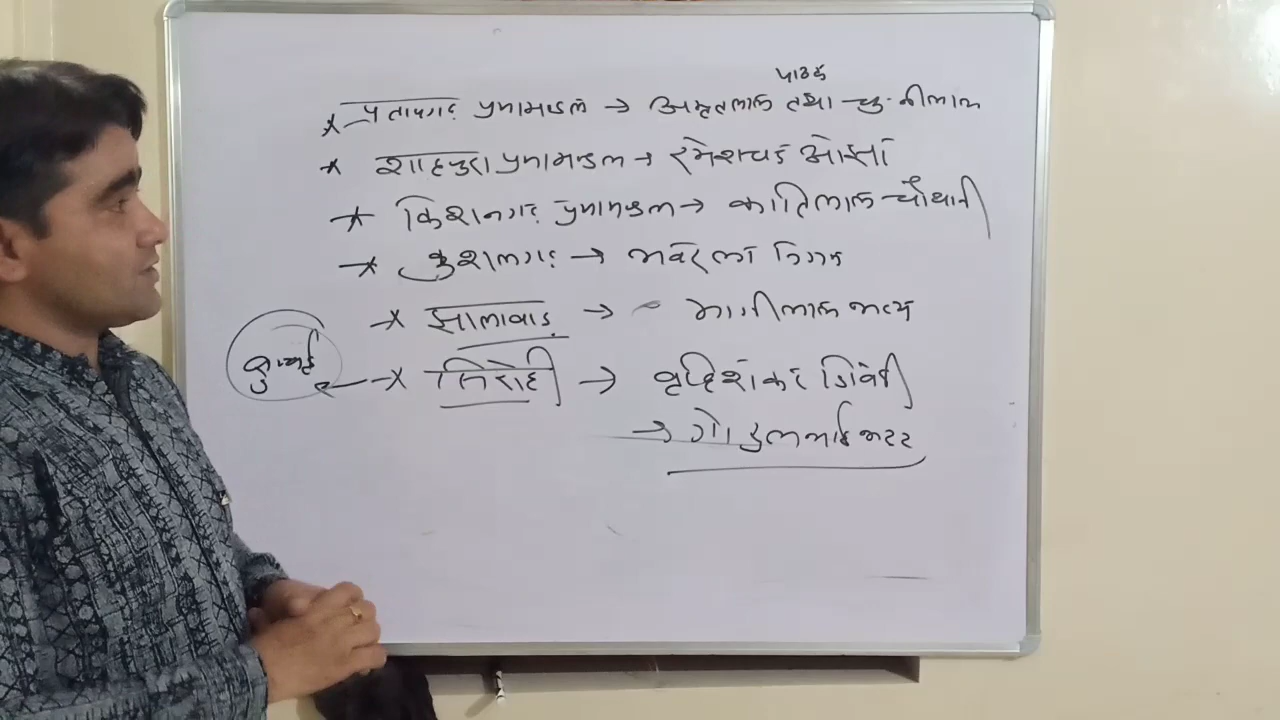 पाठक
* प्रतापगढ़ प्रजामण्डल → अमृतलाल तथा चुन्नीलाल
* शाहपुरा प्रजामण्डल → रमेशचन्द्र ओझा
* किशनगढ़ प्रजामण्डल → कांतिलाल चौथानी
* कुशलगढ़ → भंवरलाल निगम
* झालावाड़ → मांगीलाल भव्य
मुम्बई ← * सिरोही → वृद्धिशंकर त्रिवेदी
→ गोकुलभाई भट्ट